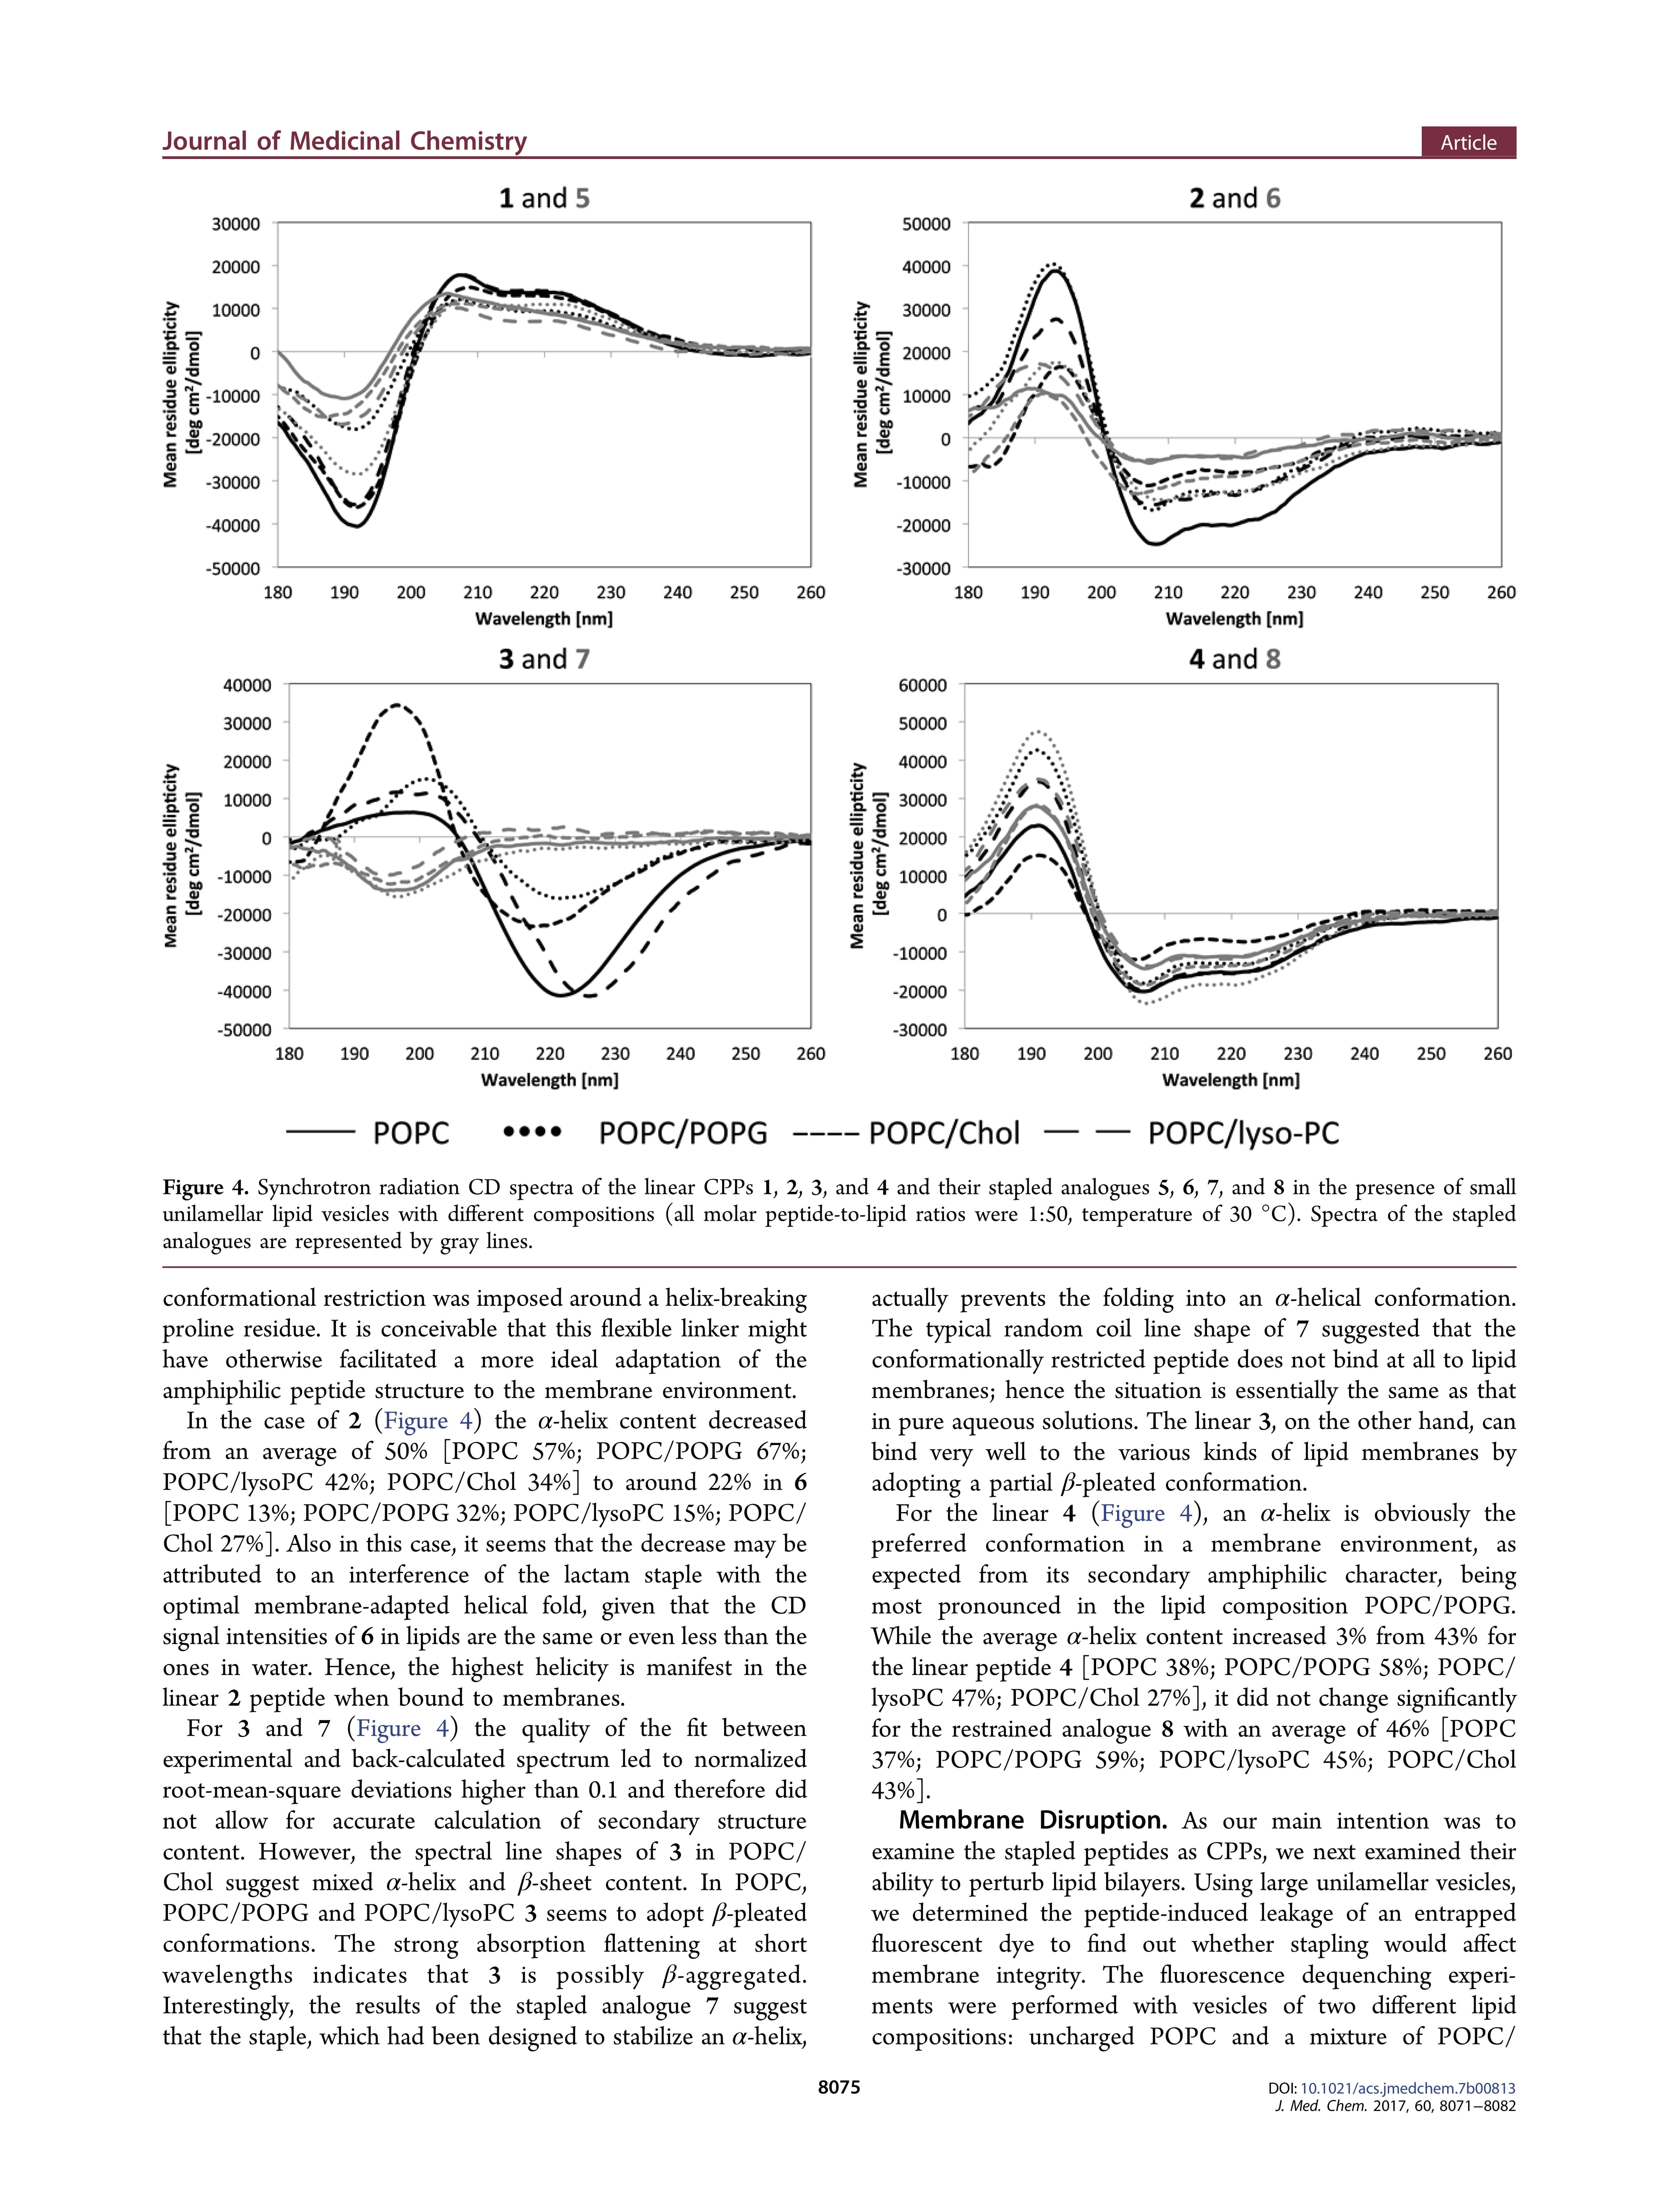 Journal of Medicinal Chemistry
Article
1 and 5
30000
20000
10000
0
-10000
-20000
-30000
-40000
-50000
Mean residue ellipticity
[deg cm²/dmol]
180 190 200 210 220 230 240 250 260
Wavelength [nm]
2 and 6
50000
40000
30000
20000
10000
0
-10000
-20000
-30000
Mean residue ellipticity
[deg cm²/dmol]
180 190 200 210 220 230 240 250 260
Wavelength [nm]
3 and 7
40000
30000
20000
10000
0
-10000
-20000
-30000
-40000
-50000
Mean residue ellipticity
[deg cm²/dmol]
180 190 200 210 220 230 240 250 260
Wavelength [nm]
4 and 8
60000
50000
40000
30000
20000
10000
0
-10000
-20000
-30000
Mean residue ellipticity
[deg cm²/dmol]
180 190 200 210 220 230 240 250 260
Wavelength [nm]
POPC POPC/POPG POPC/Chol POPC/lyso-PC
Figure 4. Synchrotron radiation CD spectra of the linear CPPs 1, 2, 3, and 4 and their stapled analogues 5, 6, 7, and 8 in the presence of small
unilamellar lipid vesicles with different compositions (all molar peptide-to-lipid ratios were 1:50, temperature of 30 °C). Spectra of the stapled
analogues are represented by gray lines.
conformational restriction was imposed around a helix-breaking
proline residue. It is conceivable that this flexible linker might
have otherwise facilitated a more ideal adaptation of the
amphiphilic peptide structure to the membrane environment.
In the case of 2 (Figure 4) the α-helix content decreased
from an average of 50% [POPC 57%; POPC/POPG 67%;
POPC/lysoPC 42%; POPC/Chol 34%] to around 22% in 6
[POPC 13%; POPC/POPG 32%; POPC/lysoPC 15%; POPC/
Chol 27%]. Also in this case, it seems that the decrease may be
attributed to an interference of the lactam staple with the
optimal membrane-adapted helical fold, given that the CD
signal intensities of 6 in lipids are the same or even less than the
ones in water. Hence, the highest helicity is manifest in the
linear 2 peptide when bound to membranes.
For 3 and 7 (Figure 4) the quality of the fit between
experimental and back-calculated spectrum led to normalized
root-mean-square deviations higher than 0.1 and therefore did
not allow for accurate calculation of secondary structure
content. However, the spectral line shapes of 3 in POPC/
Chol suggest mixed α-helix and β-sheet content. In POPC,
POPC/POPG and POPC/lysoPC 3 seems to adopt β-pleated
conformations. The strong absorption flattening at short
wavelengths indicates that 3 is possibly β-aggregated.
Interestingly, the results of the stapled analogue 7 suggest
that the staple, which had been designed to stabilize an α-helix,
actually prevents the folding into an α-helical conformation.
The typical random coil line shape of 7 suggested that the
conformationally restricted peptide does not bind at all to lipid
membranes; hence the situation is essentially the same as that
in pure aqueous solutions. The linear 3, on the other hand, can
bind very well to the various kinds of lipid membranes by
adopting a partial β-pleated conformation.
For the linear 4 (Figure 4), an α-helix is obviously the
preferred conformation in a membrane environment, as
expected from its secondary amphiphilic character, being
most pronounced in the lipid composition POPC/POPG.
While the average α-helix content increased 3% from 43% for
the linear peptide 4 [POPC 38%; POPC/POPG 58%; POPC/
lysoPC 47%; POPC/Chol 27%], it did not change significantly
for the restrained analogue 8 with an average of 46% [POPC
37%; POPC/POPG 59%; POPC/lysoPC 45%; POPC/Chol
43%].
Membrane Disruption. As our main intention was to
examine the stapled peptides as CPPs, we next examined their
ability to perturb lipid bilayers. Using large unilamellar vesicles,
we determined the peptide-induced leakage of an entrapped
fluorescent dye to find out whether stapling would affect
membrane integrity. The fluorescence dequenching experi-
ments were performed with vesicles of two different lipid
compositions: uncharged POPC and a mixture of POPC/
8075
DOI: 10.1021/acs.jmedchem.7b00813
J. Med. Chem. 2017, 60, 8071−8082